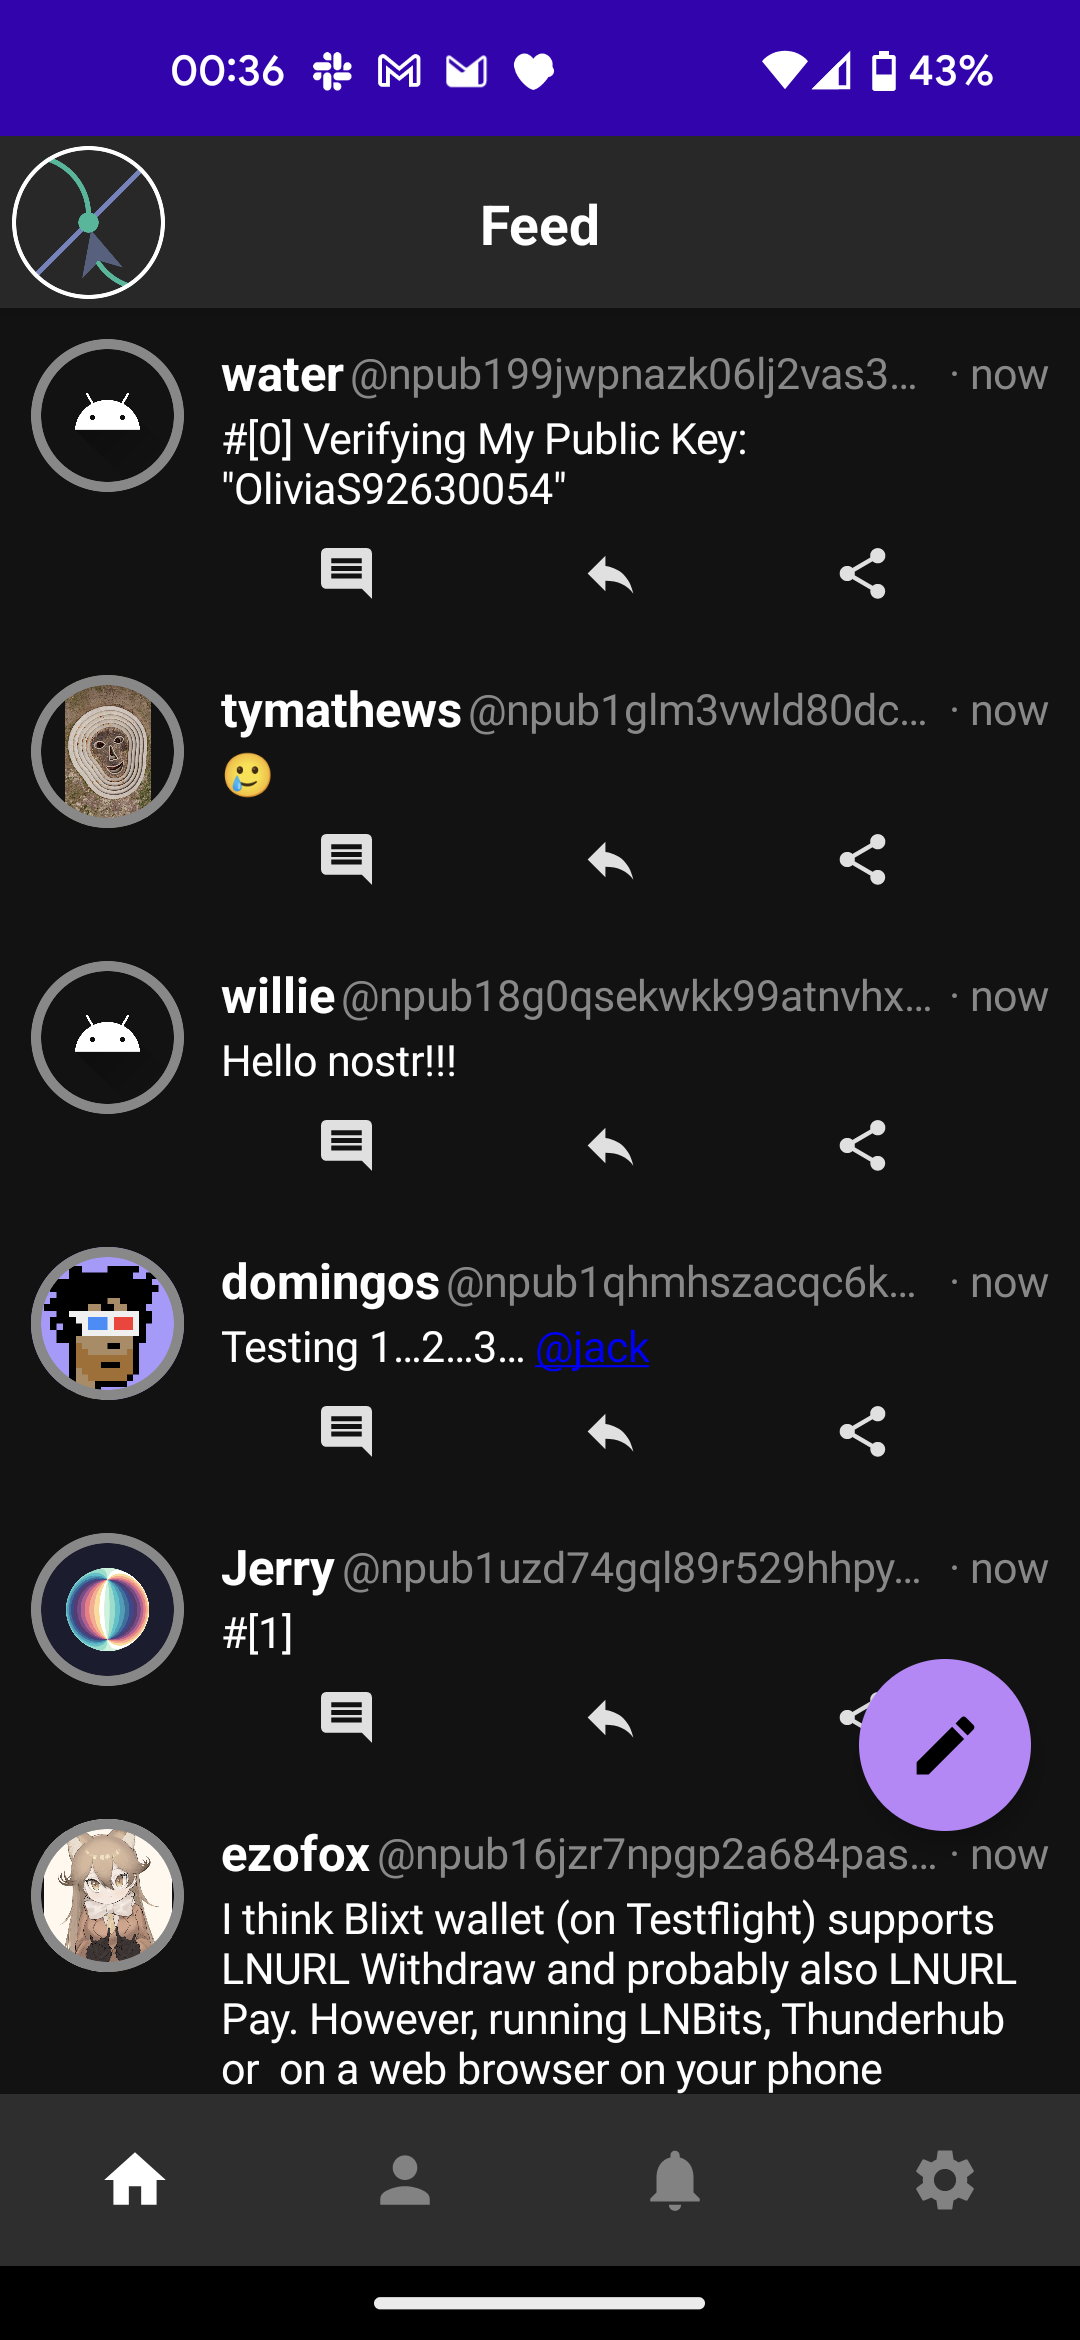 00:36 43%
Feed
water @npub199jwpnazk06lj2vas3… · now
#[0] Verifying My Public Key:
"OliviaS92630054"
tymathews @npub1glm3vwld80dc… · now
🥲
willie @npub18g0qsekwkk99atnvhx… · now
Hello nostr!!!
domingos @npub1qhmhszacqc6k… · now
Testing 1...2...3... @jack
Jerry @npub1uzd74gql89r529hhpy… · now
#[1]
ezofox @npub16jzr7npgp2a684pas… · now
I think Blixt wallet (on Testflight) supports
LNURL Withdraw and probably also LNURL
Pay. However, running LNBits, Thunderhub
or  on a web browser on your phone